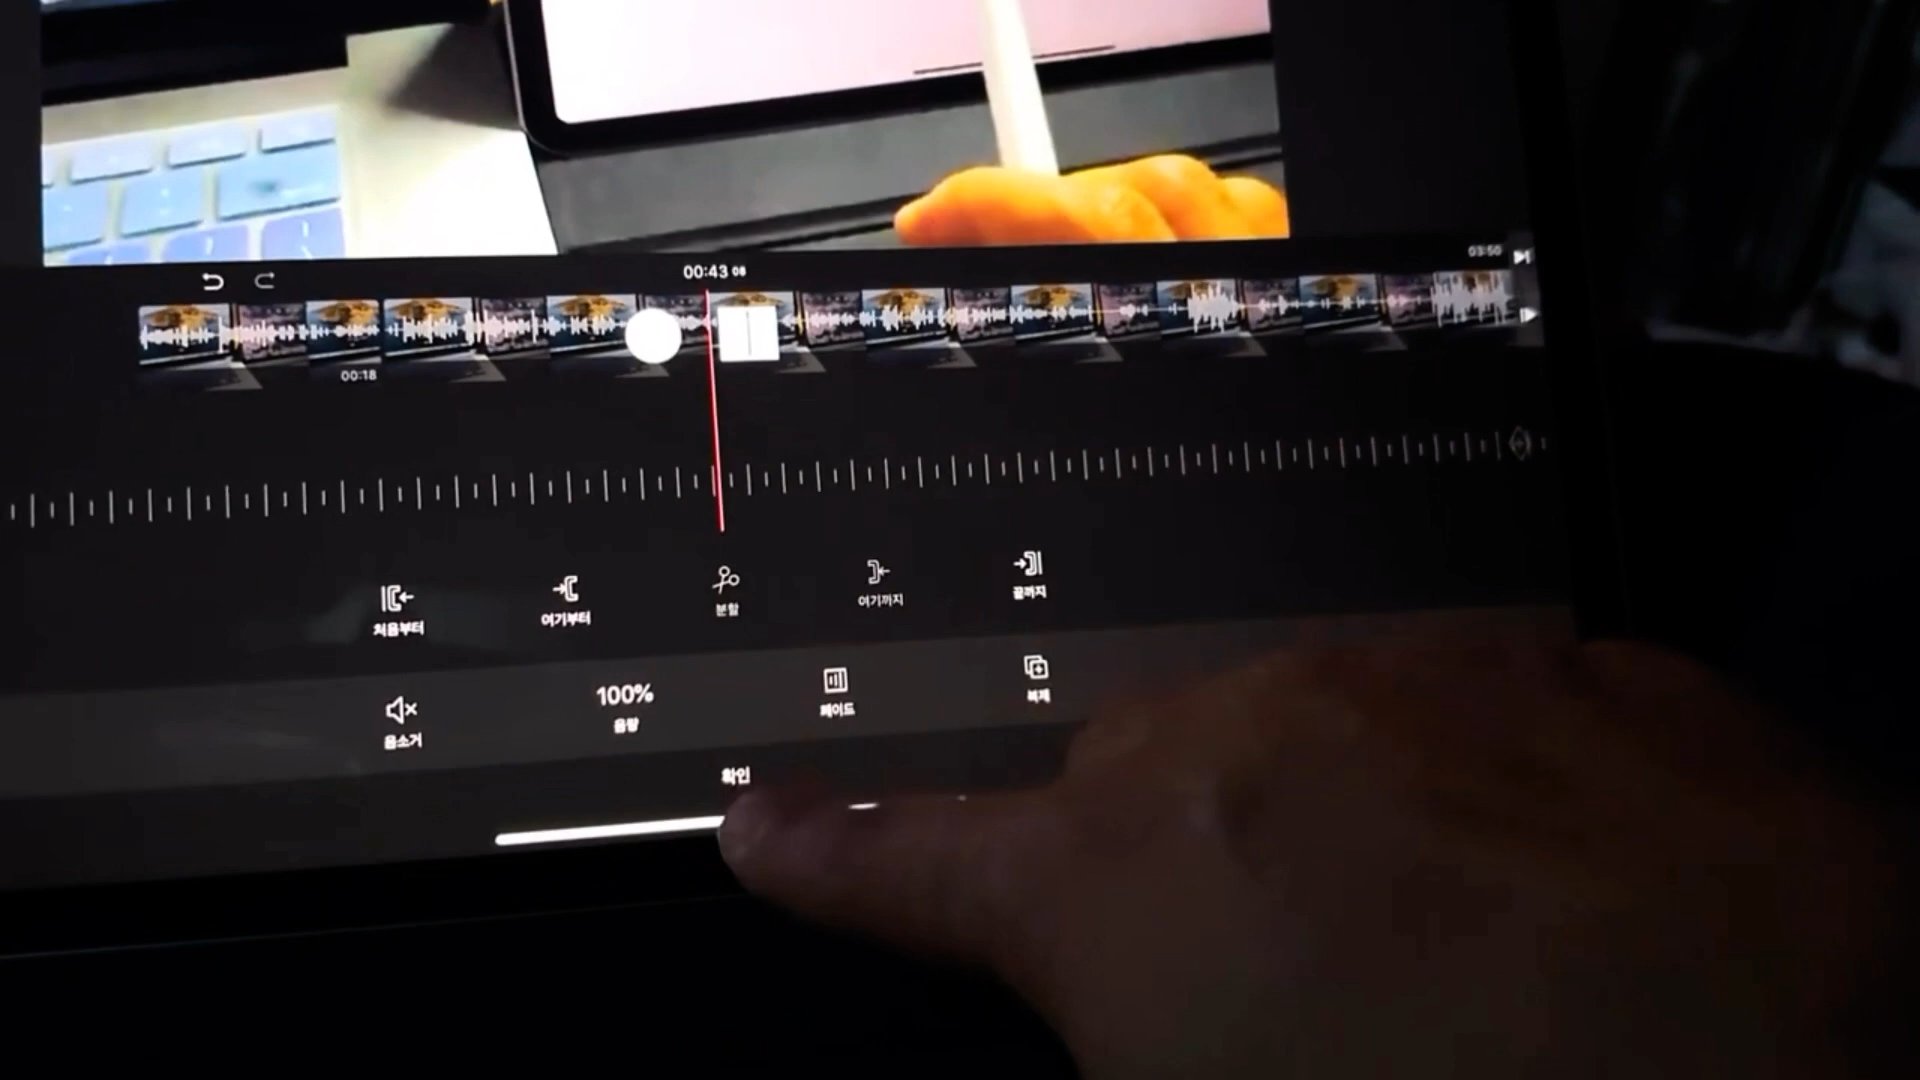 00:43 08
03:50
00:18
처음부터
여기부터
분할
여기까지
끝까지
100%
음소거
음량
페이드
복제
확인